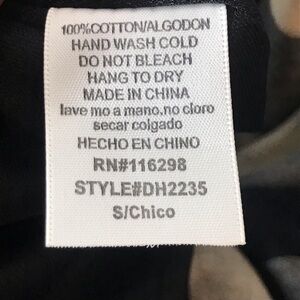 100%COTTON/ALGODON
HAND WASH COLD
DO NOT BLEACH
HANG TO DRY
MADE IN CHINA
lave mo a mano.no cloro
secar colgado
HECHO EN CHINO
RN#116298
STYLE#DH2235
S/Chico